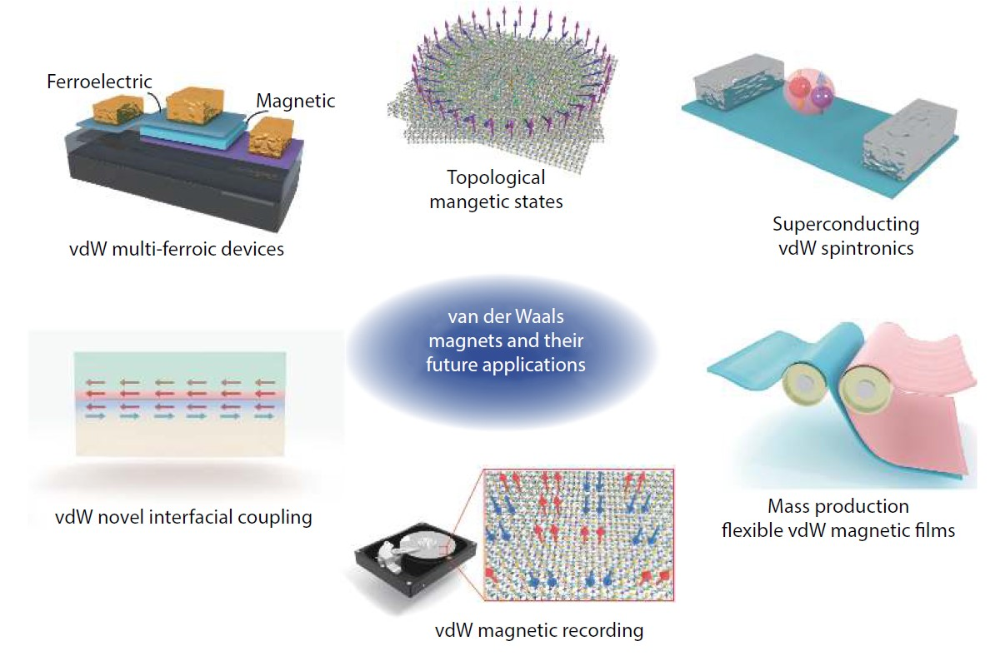 Ferroelectric
Magnetic
vdW multi-ferroic devices
Topological
mangetic states
Superconducting
vdW spintronics
van der Waals
magnets and their
future applications
vdW novel interfacial coupling
Mass production
flexible vdW magnetic films
vdW magnetic recording